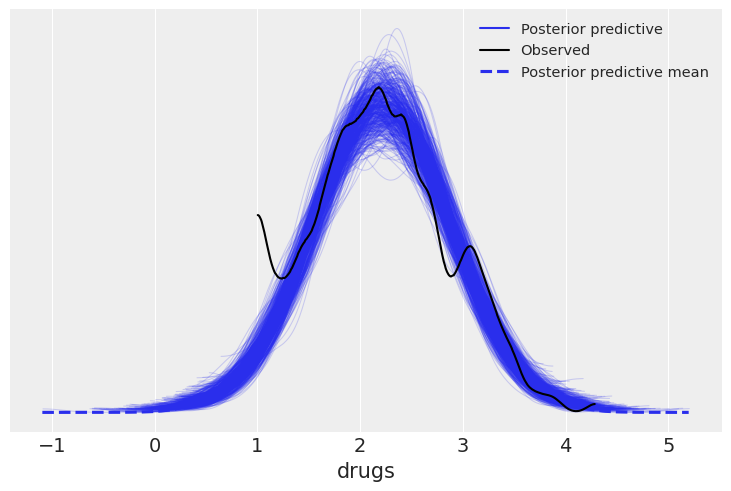 Posterior predictive
Observed
Posterior predictive mean
−1 0 1 2 3 4 5
drugs